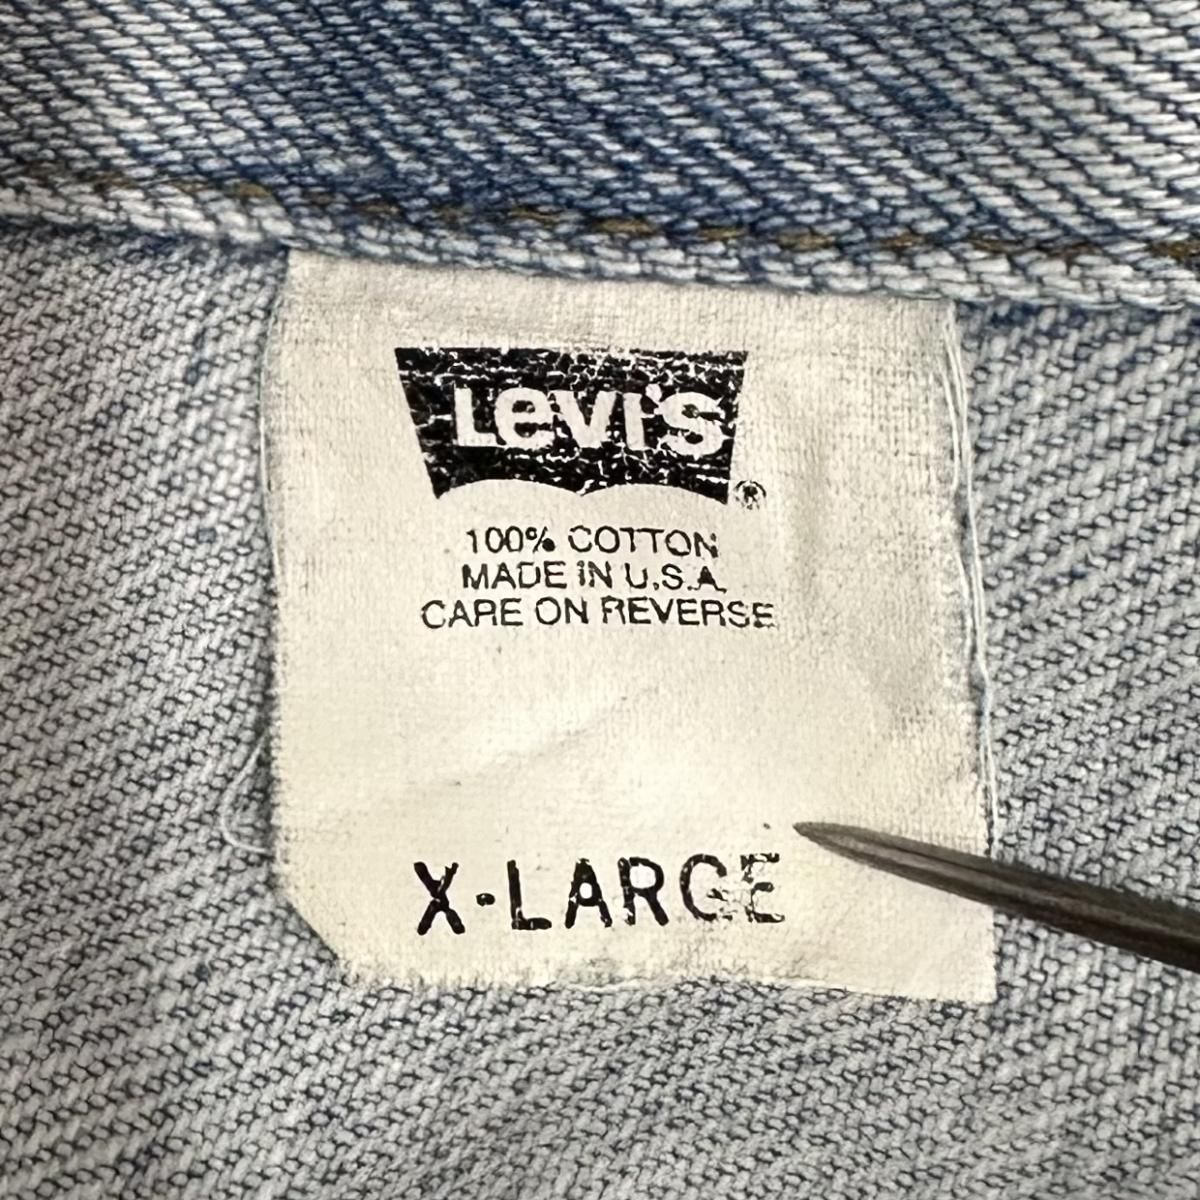 Levi's ®
100% COTTON
MADE IN U.S.A.
CARE ON REVERSE
X-LARGE